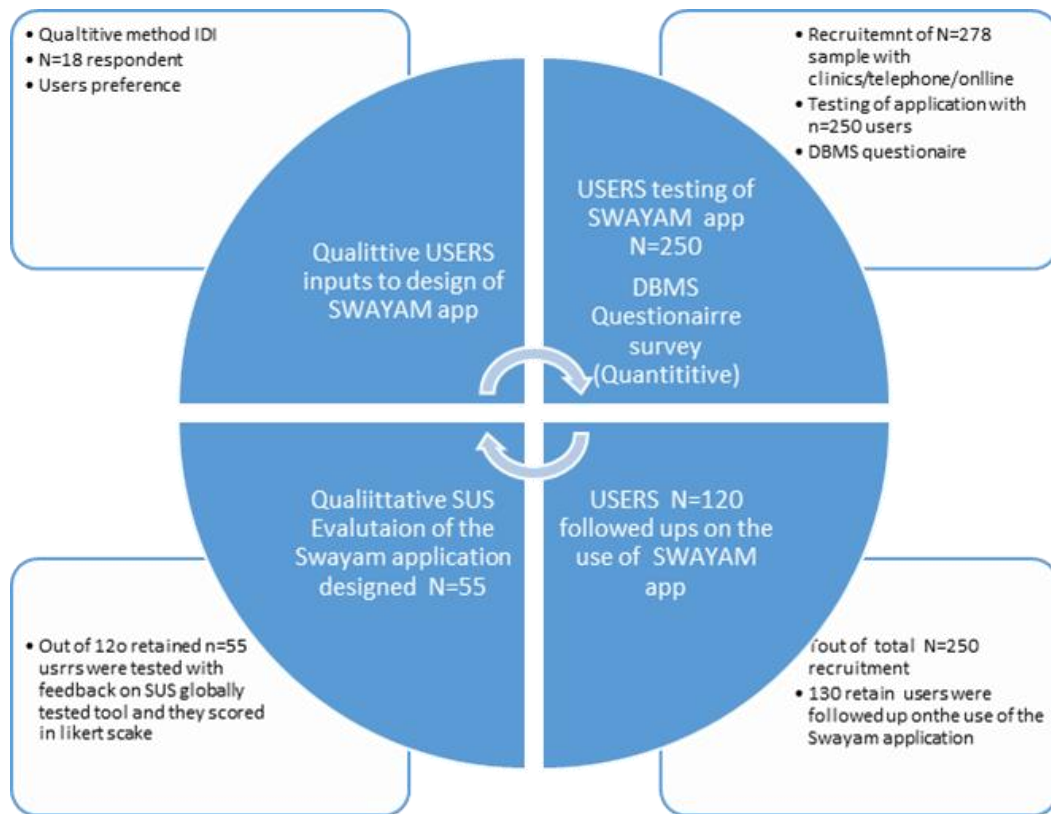 • Qualtitive method IDI
• N=18 respondent
• Users preference
• Recruitemnt of N=278
sample with
clinics/telephone/onlline
• Testing of application with
n=250 users
• DBMS questionaire
Qualittive USERS
inputs to design of
SWAYAM app
USERS testing of
SWAYAM app
N=250
DBMS
Questionairre
survey
(Quantititive)
Qualiittative SUS
Evalutaion of the
Swayam application
designed N=55
USERS N=120
followed ups on the
use of SWAYAM
app
• Out of 12o retained n=55
usrrs were tested with
feedback on SUS globally
tested tool and they scored
in likert scake
Tout of total N=250
recruitment
• 130 retain users were
followed up onthe use of the
Swayam application